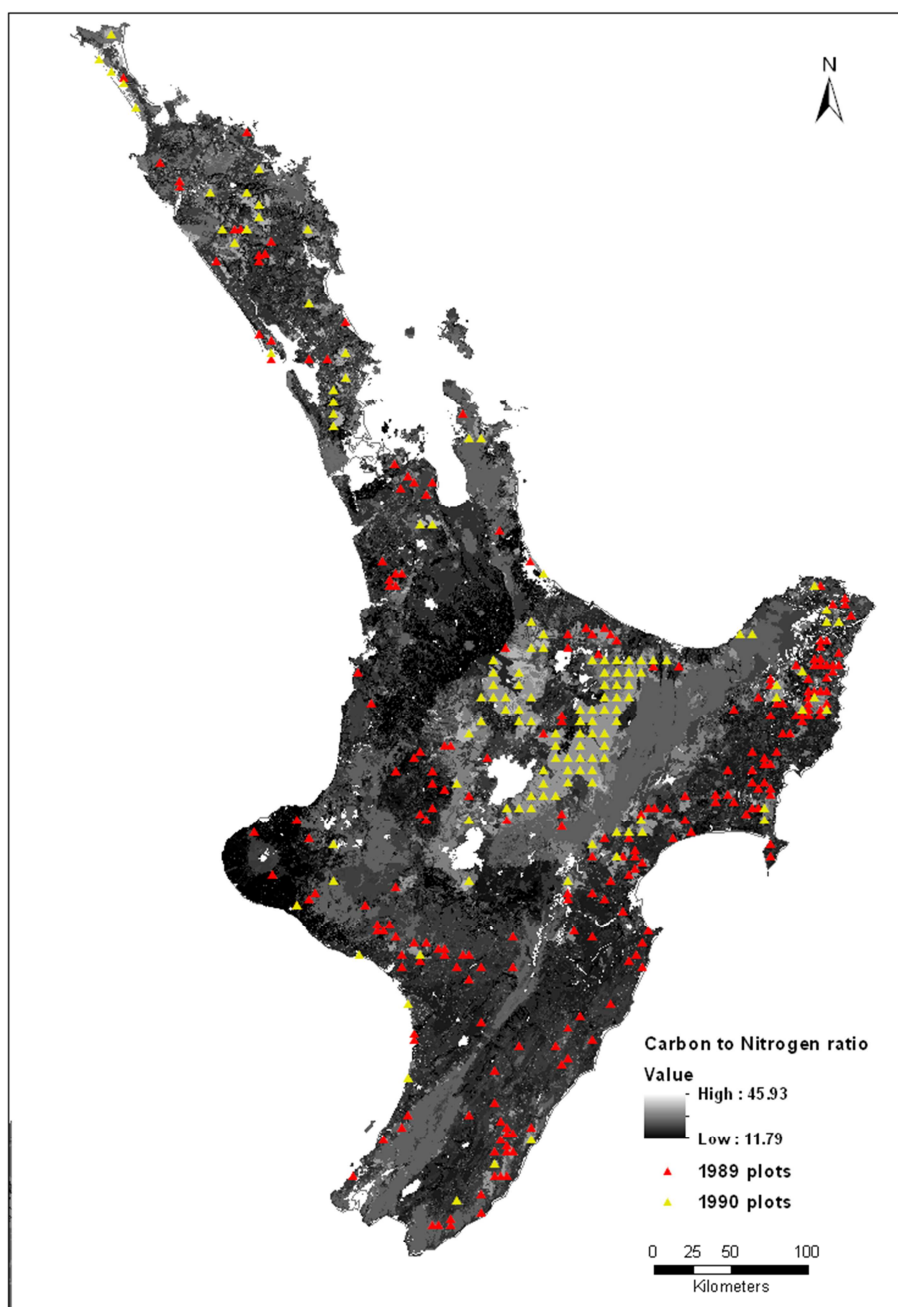 N
Carbon to Nitrogen ratio
Value
High : 45.93
Low : 11.79
1989 plots
1990 plots
0 25 50 100
Kilometers